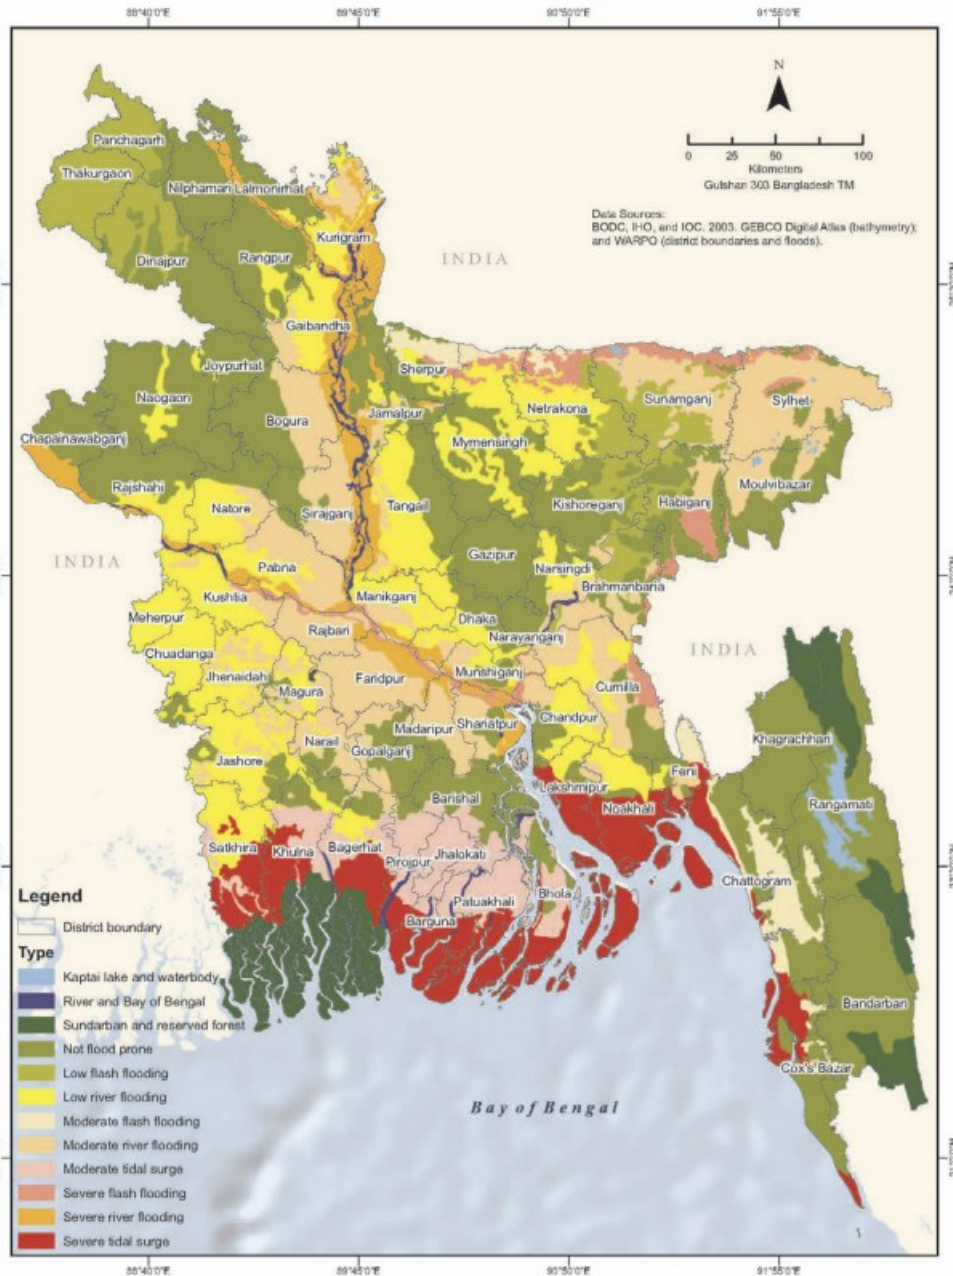 88°40'0"E 89°45'0"E 90°50'0"E 91°55'0"E
N
0 25 50 100
Kilometers
Gulshan 303 Bangladesh TM
Data Sources:
BODC, IHO, and IOC. 2003. GEBCO Digital Atlas (bathymetry);
and WARPO (district boundaries and floods).
INDIA
Panchagarh
Thakurgaon
Nilphamari Lalmonirhat
Kurigram
Dinajpur
Rangpur
Gaibandha
Joypurhat
Sherpur
Naogaon
Bogura
Jamalpur
Netrakona
Sunamganj
Sylhet
Chapainawabganj
Mymensingh
Rajshahi
Natore
Sirajganj
Tangail
Kishoreganj
Habiganj
Moulvibazar
INDIA
Pabna
Gazipur
Narsingdi
Kushtia
Manikganj
Brahmanbaria
Meherpur
Rajbari
Dhaka
Narayanganj
INDIA
Chuadanga
Jhenaidah
Magura
Faridpur
Munshiganj
Cumilla
Narail
Gopalganj
Madaripur
Shariatpur
Chandpur
Khagrachhari
Jashore
Barishal
Lakshmipur
Feni
Noakhali
Rangamati
Satkhira
Khulna
Bagerhat
Pirojpur
Jhalokati
Patuakhali
Bhola
Barguna
Chattogram
Bandarban
Cox's Bazar
Bay of Bengal
Legend
District boundary
Type
Kaptai lake and waterbody
River and Bay of Bengal
Sundarban and reserved forest
Not flood prone
Low flash flooding
Low river flooding
Moderate flash flooding
Moderate river flooding
Moderate tidal surge
Severe flash flooding
Severe river flooding
Severe tidal surge
88°40'0"E 89°45'0"E 90°50'0"E 91°55'0"E